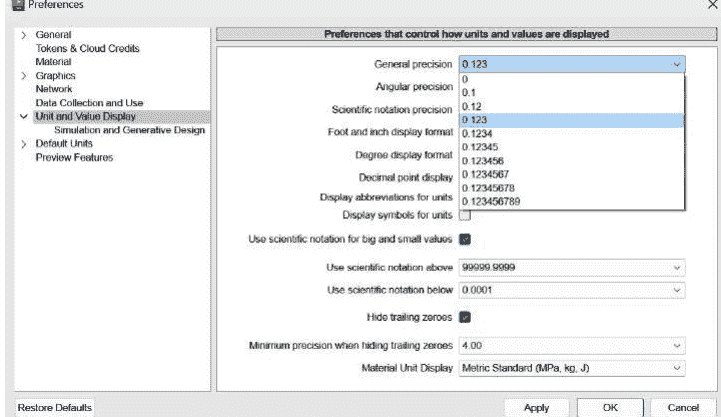 Preferences
General
Tokens & Cloud Credits
Material
Graphics
Network
Data Collection and Use
Unit and Value Display
Simulation and Generative Design
Default Units
Preview Features
Preferences that control how units and values are displayed
General precision 0.123
0
0.1
0.12
0.123
0.1234
0.12345
0.123456
0.1234567
0.12345678
0.123456789
Angular precision
Scientific notation precision
Foot and inch display format
Degree display format
Decimal point display
Display abbreviations for units
Display symbols for units
Use scientific notation for big and small values
Use scientific notation above 99999.9999
Use scientific notation below 0.0001
Hide trailing zeroes
Minimum precision when hiding trailing zeroes 4.00
Material Unit Display Metric Standard (MPa, kg, J)
Restore Defaults
Apply OK Cancel